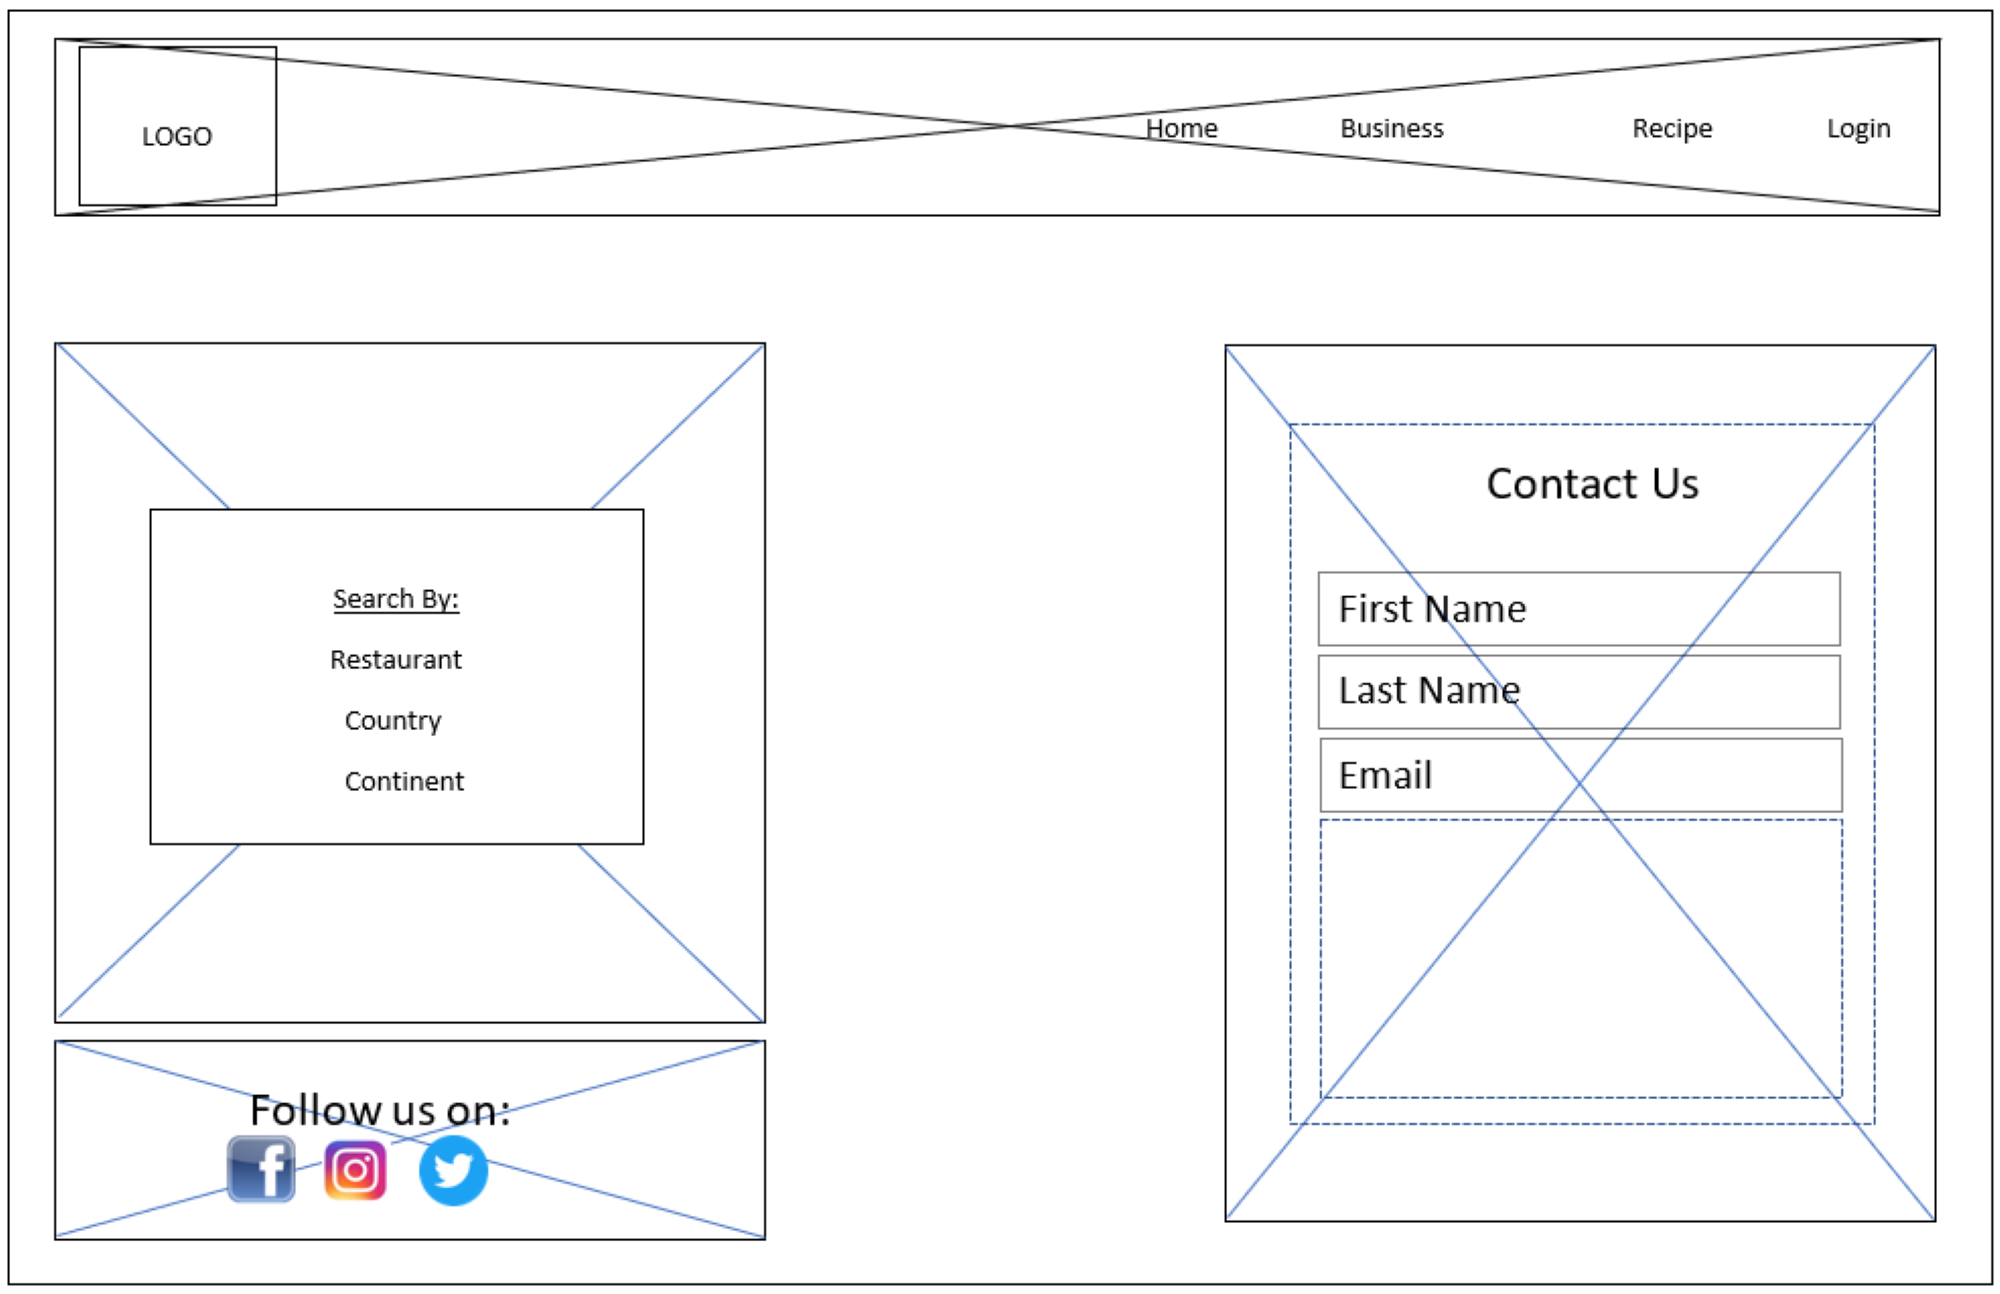 LOGO
Home Business Recipe Login
Search By:
Restaurant
Country
Continent
Follow us on:
Contact Us
First Name
Last Name
Email